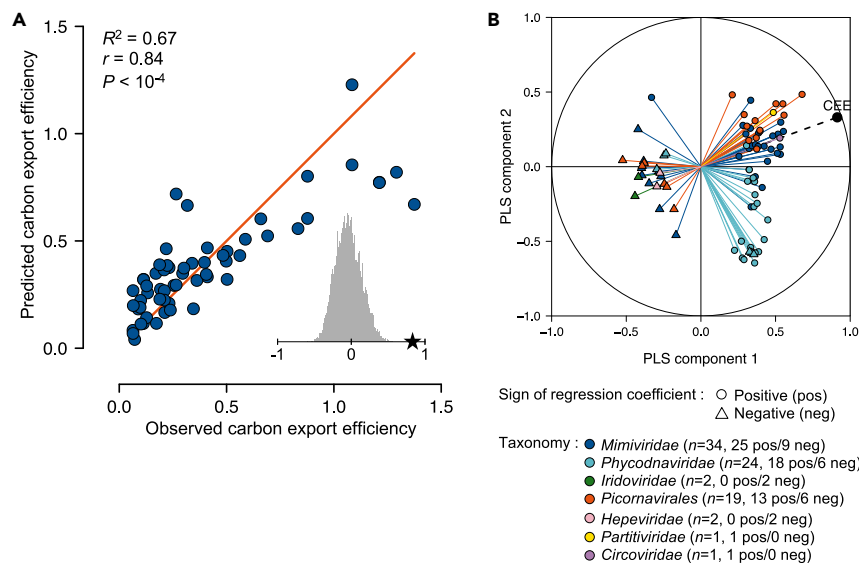 A
R² = 0.67
r = 0.84
P < 10⁻⁴
1.5
1.0
0.5
0.0
Predicted carbon export efficiency
-1
0
1
0.0
0.5
1.0
1.5
Observed carbon export efficiency
B
CEE
1.0
0.5
0.0
−0.5
−1.0
PLS component 2
−1.0
−0.5
0.0
0.5
1.0
PLS component 1
Sign of regression coefficient :
Positive (pos)
Negative (neg)
Taxonomy :
Mimiviridae (n=34, 25 pos/9 neg)
Phycodnaviridae (n=24, 18 pos/6 neg)
Iridoviridae (n=2, 0 pos/2 neg)
Picornavirales (n=19, 13 pos/6 neg)
Hepeviridae (n=2, 0 pos/2 neg)
Partitiviridae (n=1, 1 pos/0 neg)
Circoviridae (n=1, 1 pos/0 neg)